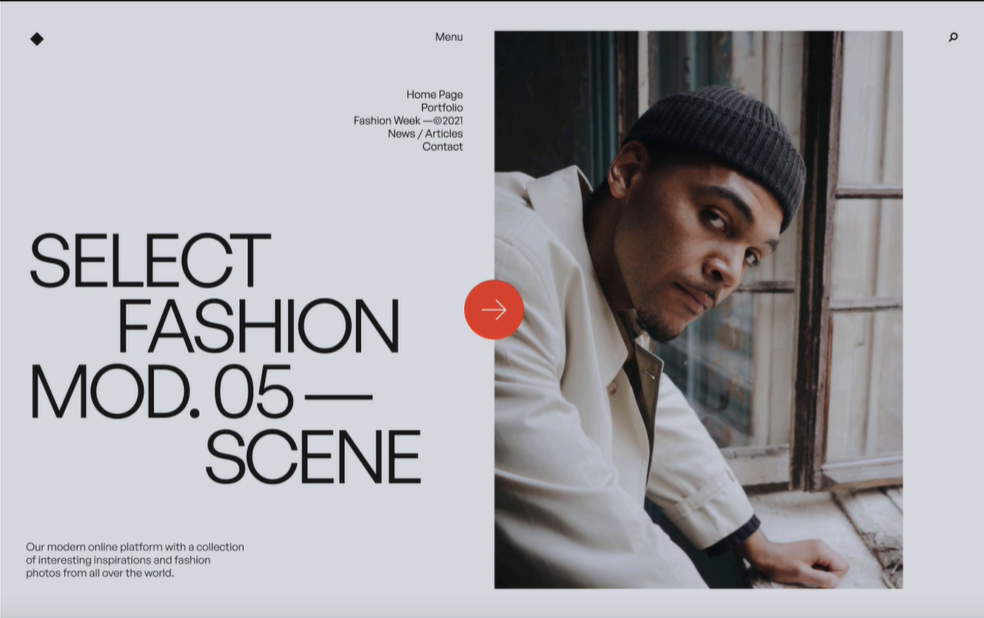 Menu
Home Page
Portfolio
Fashion Week —©2021
News / Articles
Contact
SELECT
FASHION
MOD. 05 —
SCENE
Our modern online platform with a collection
of interesting inspirations and fashion
photos from all over the world.